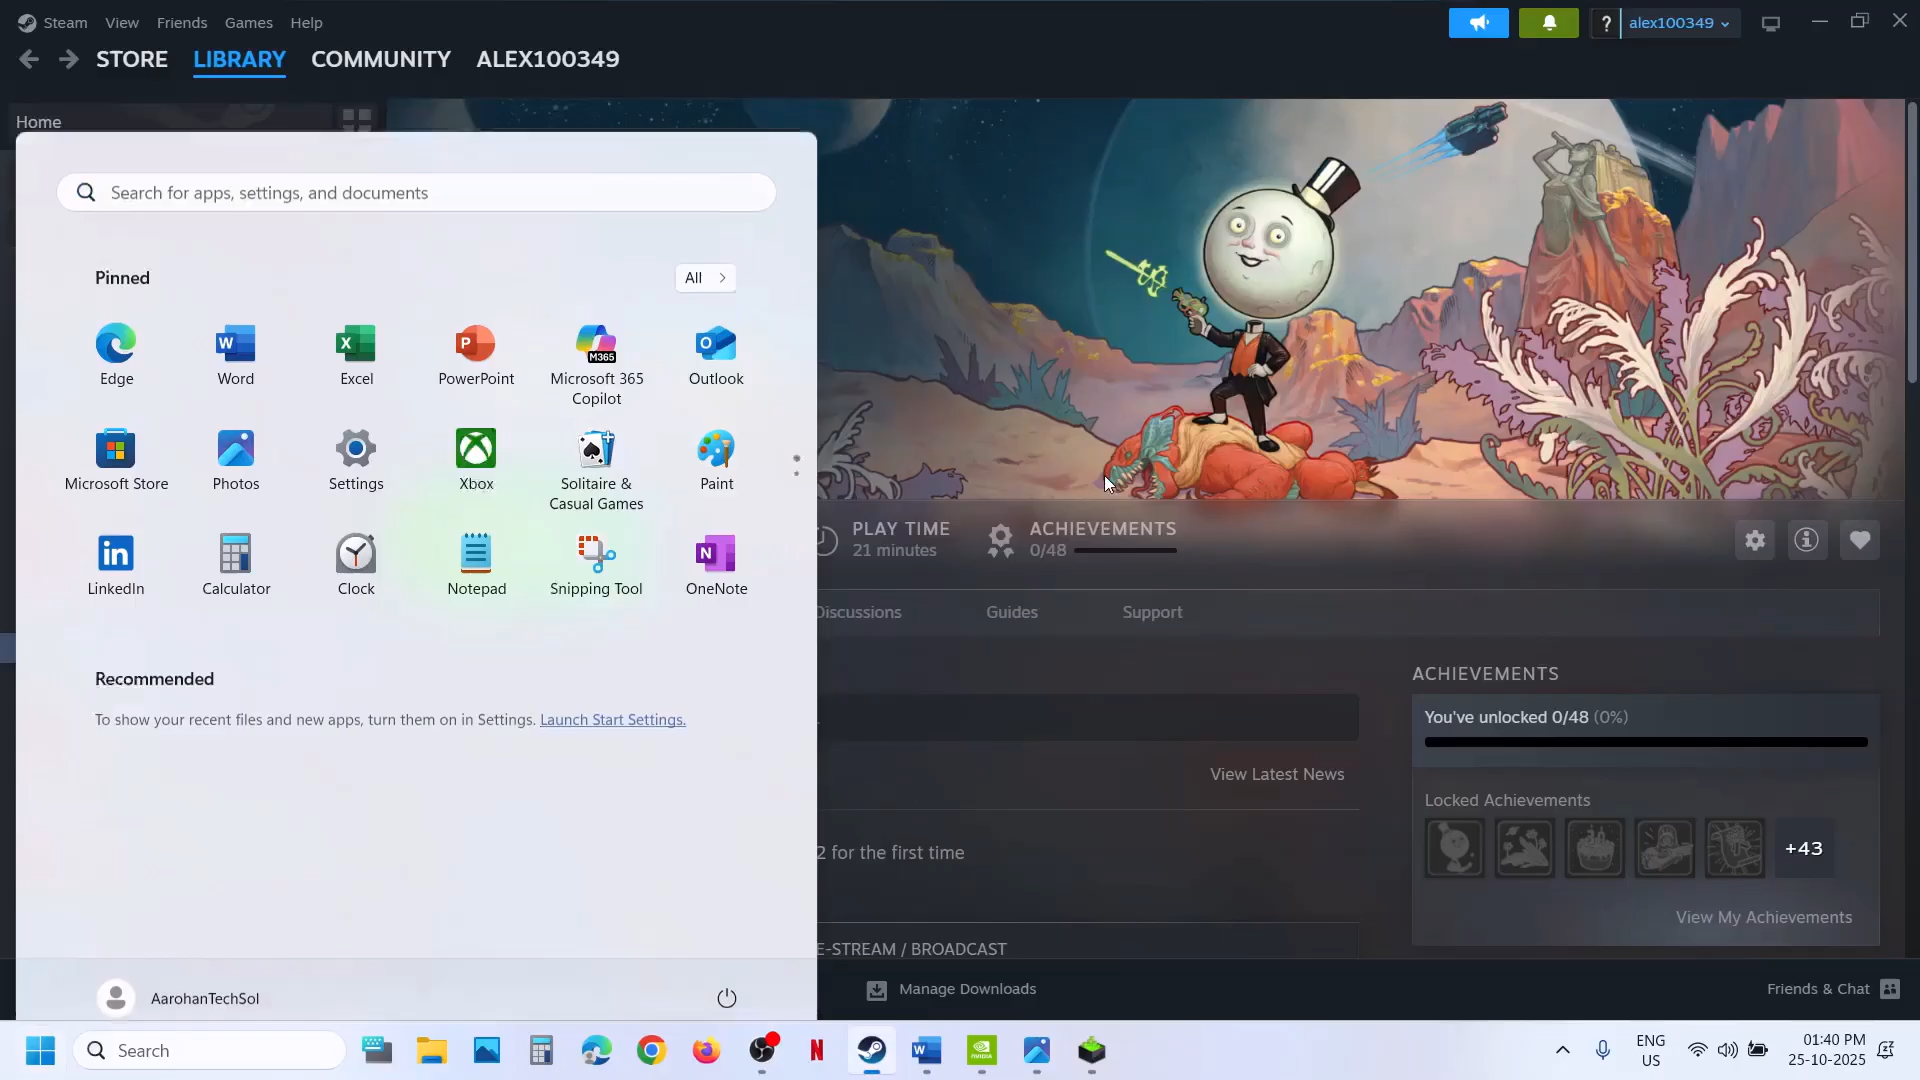 Steam View Friends Games Help
? alex100349
STORE LIBRARY COMMUNITY ALEX100349
Home
Search for apps, settings, and documents
Pinned
All
Edge Word Excel PowerPoint Microsoft 365 Copilot Outlook
M365
Microsoft Store Photos Settings Xbox Solitaire & Casual Games Paint
LinkedIn Calculator Clock Notepad Snipping Tool OneNote
Recommended
To show your recent files and new apps, turn them on in Settings. Launch Start Settings.
AarohanTechSol
PLAY TIME
21 minutes
ACHIEVEMENTS
0/48
Discussions Guides Support
View Latest News
2 for the first time
E-STREAM / BROADCAST
ACHIEVEMENTS
You've unlocked 0/48 (0%)
Locked Achievements
+43
View My Achievements
Manage Downloads
Friends & Chat
Search
ENG
US
01:40 PM
25-10-2025